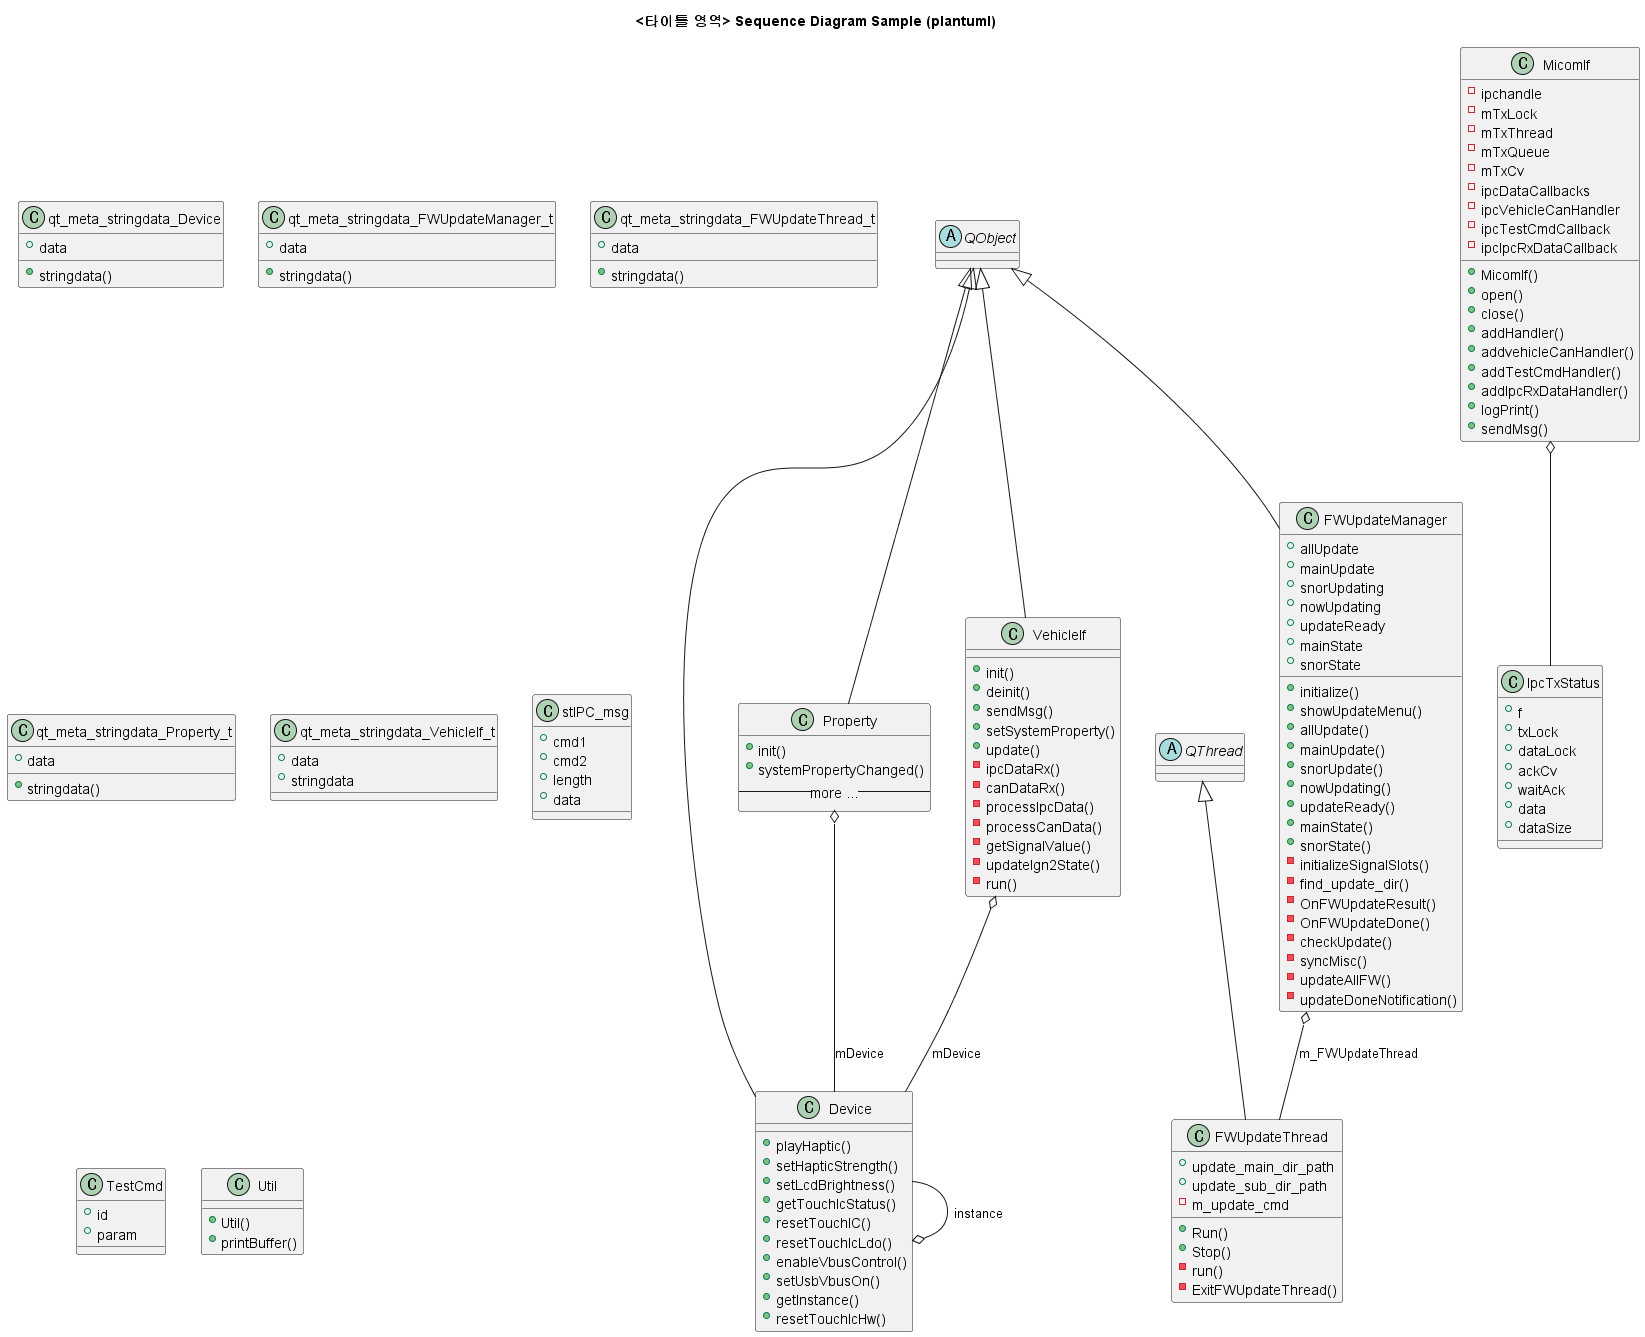 <타이틀 영역> Sequence Diagram Sample (plantuml)
C MicomIf
ipchandle
mTxLock
mTxThread
mTxQueue
mTxCv
ipcDataCallbacks
ipcVehicleCanHandler
ipcTestCmdCallback
ipcIpcRxDataCallback
MicomIf()
open()
close()
addHandler()
addvehicleCanHandler()
addTestCmdHandler()
addIpcRxDataHandler()
logPrint()
sendMsg()
C qt_meta_stringdata_Device
data
stringdata()
C qt_meta_stringdata_FWUpdateManager_t
data
stringdata()
C qt_meta_stringdata_FWUpdateThread_t
data
stringdata()
A QObject
C FWUpdateManager
allUpdate
mainUpdate
snorUpdating
nowUpdating
updateReady
mainState
snorState
initialize()
showUpdateMenu()
allUpdate()
mainUpdate()
snorUpdate()
nowUpdating()
updateReady()
mainState()
snorState()
initializeSignalSlots()
find_update_dir()
OnFWUpdateResult()
OnFWUpdateDone()
checkUpdate()
syncMisc()
updateAllFW()
updateDoneNotification()
C VehicleIf
init()
deinit()
sendMsg()
setSystemProperty()
update()
ipcDataRx()
canDataRx()
processIpcData()
processCanData()
getSignalValue()
updateIgn2State()
run()
C IpcTxStatus
f
txLock
dataLock
ackCv
waitAck
data
dataSize
C qt_meta_stringdata_Property_t
data
stringdata()
C qt_meta_stringdata_VehicleIf_t
data
stringdata
C stIPC_msg
cmd1
cmd2
length
data
C Property
init()
systemPropertyChanged()
more ...
A QThread
mDevice
mDevice
m_FWUpdateThread
C TestCmd
id
param
C Util
Util()
printBuffer()
C Device
playHaptic()
setHapticStrength()
setLcdBrightness()
getTouchIcStatus()
resetTouchIC()
resetTouchIcLdo()
enableVbusControl()
setUsbVbusOn()
getInstance()
resetTouchIcHw()
instance
C FWUpdateThread
update_main_dir_path
update_sub_dir_path
m_update_cmd
Run()
Stop()
run()
ExitFWUpdateThread()